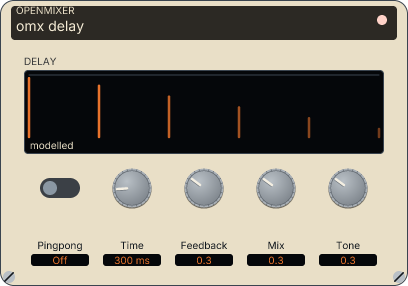 OPENMIXER
omx delay
DELAY
modelled
Pingpong Time Feedback Mix Tone
Off 300 ms 0.3 0.3 0.3